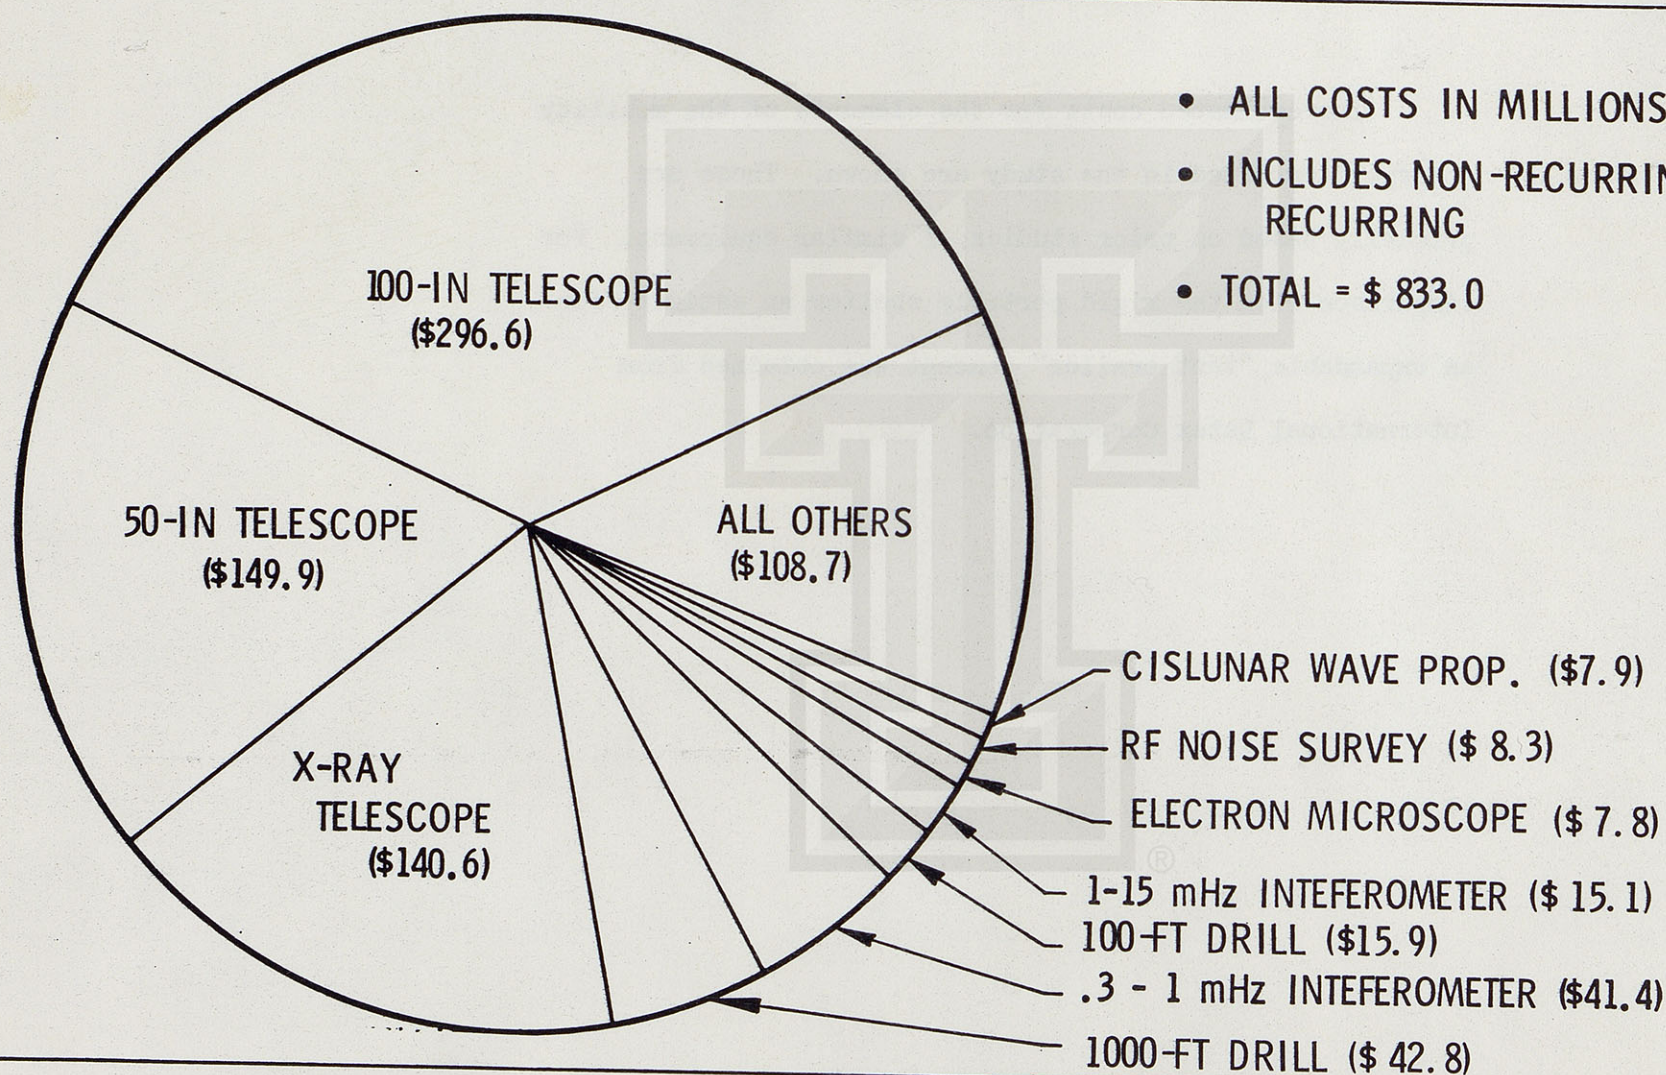 • ALL COSTS IN MILLIONS
• INCLUDES NON-RECURRIN
RECURRING
• TOTAL = $ 833.0
100-IN TELESCOPE
($296.6)
50-IN TELESCOPE
($149.9)
ALL OTHERS
($108.7)
X-RAY
TELESCOPE
($140.6)
CISLUNAR WAVE PROP. ($7.9)
RF NOISE SURVEY ($ 8.3)
ELECTRON MICROSCOPE ($ 7.8)
1-15 mHz INTEFEROMETER ($ 15.1)
100-FT DRILL ($15.9)
.3 - 1 mHz INTEFEROMETER ($41.4)
1000-FT DRILL ($ 42.8)
®